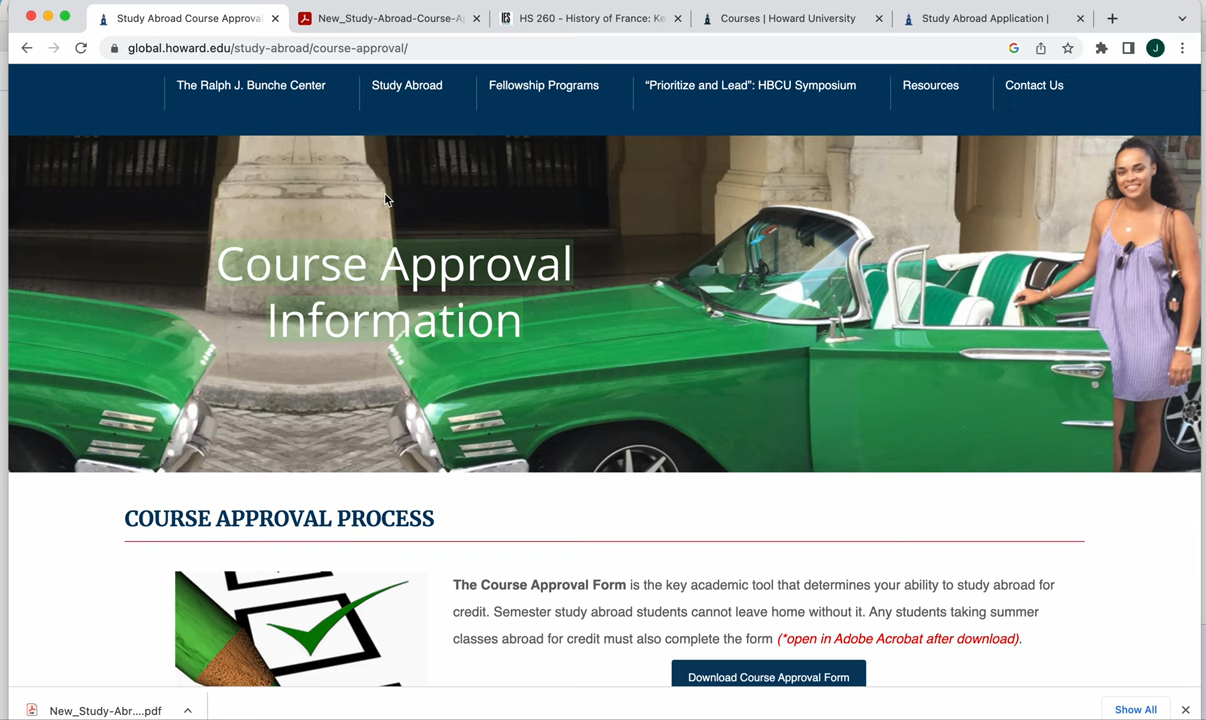 Study Abroad Course Approval
New_Study-Abroad-Course-A
HS 260 - History of France: Ke
Courses | Howard University
Study Abroad Application |
global.howard.edu/study-abroad/course-approval/
J
The Ralph J. Bunche Center
Study Abroad
Fellowship Programs
“Prioritize and Lead”: HBCU Symposium
Resources
Contact Us
Course Approval
Information
COURSE APPROVAL PROCESS
The Course Approval Form is the key academic tool that determines your ability to study abroad for
credit. Semester study abroad students cannot leave home without it. Any students taking summer
classes abroad for credit must also complete the form (*open in Adobe Acrobat after download).
Download Course Approval Form
New_Study-Abr....pdf
Show All